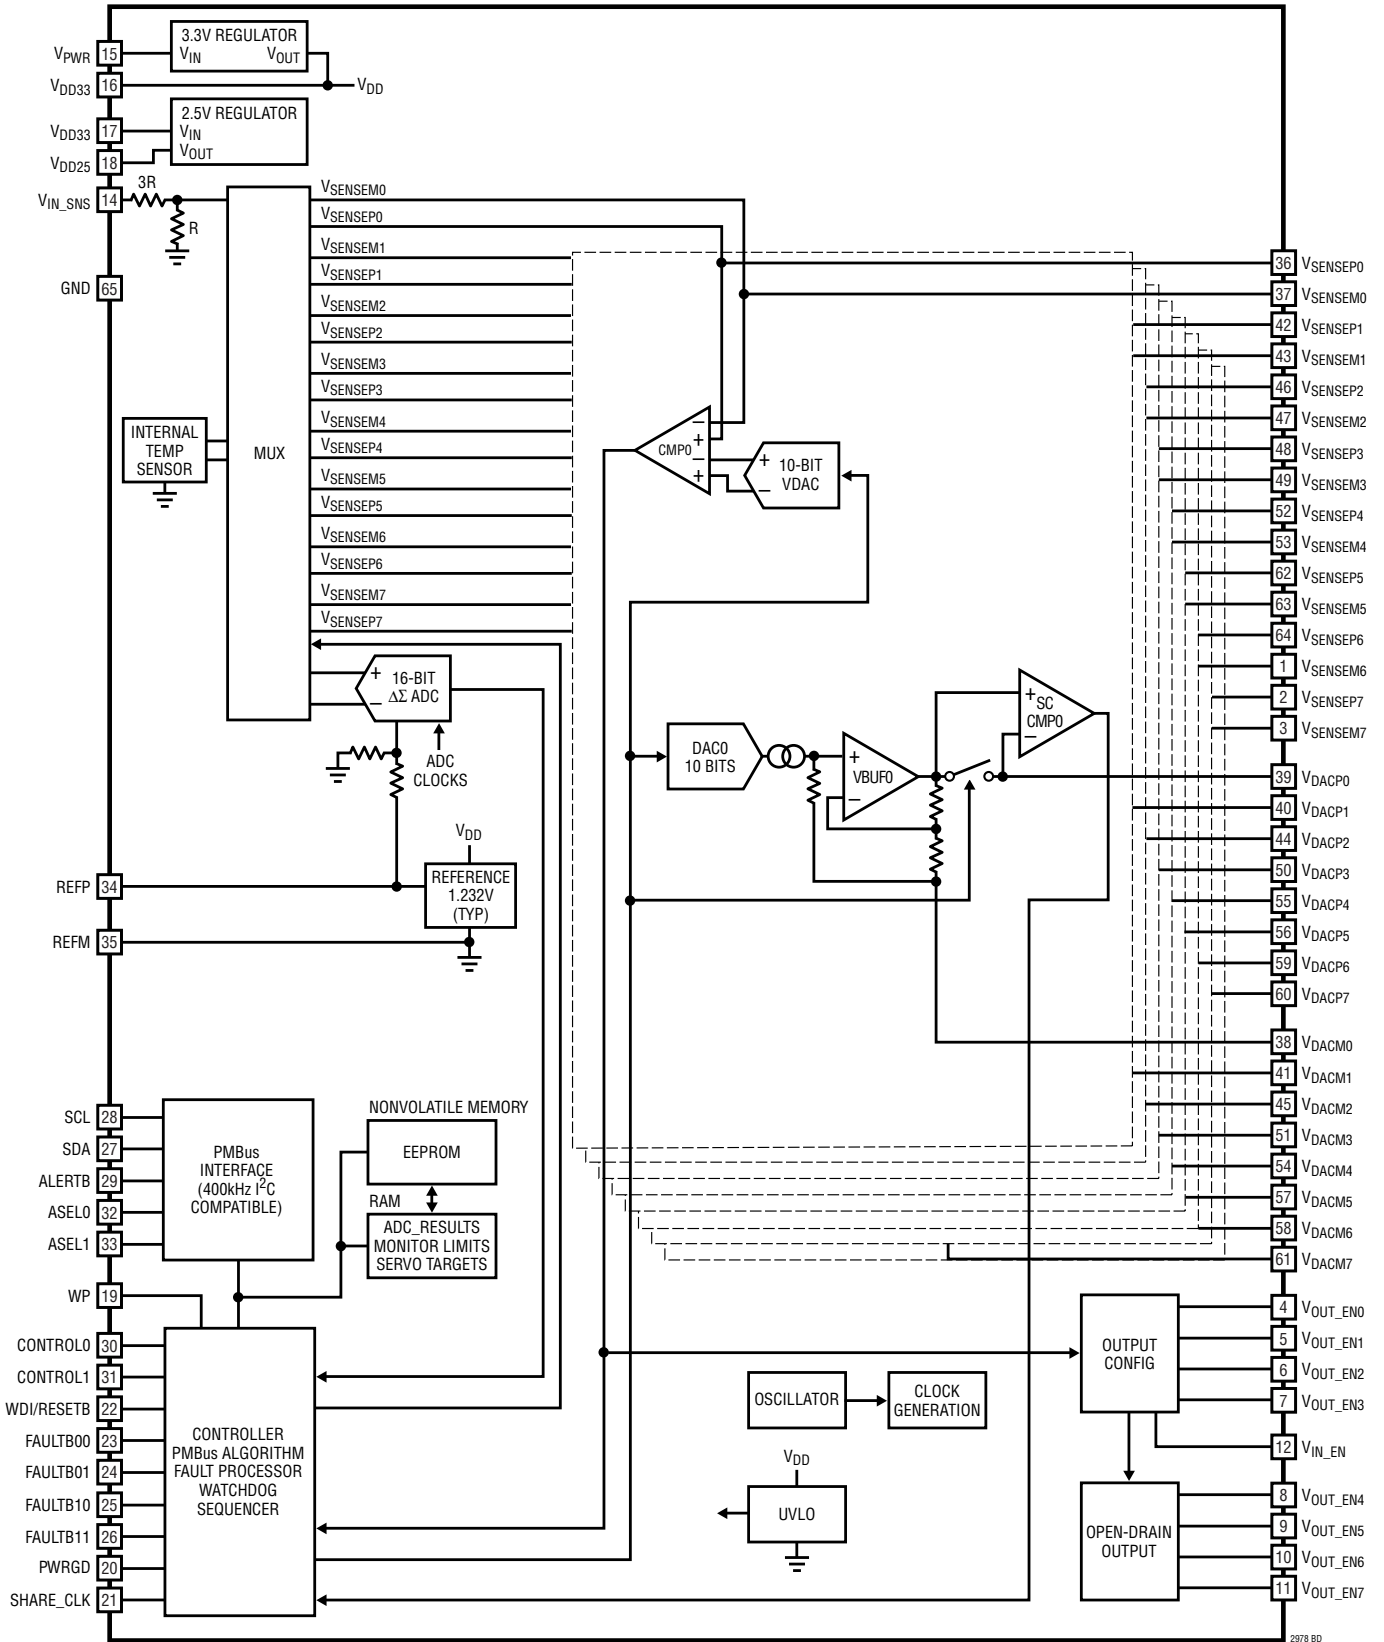 3.3V REGULATOR
VIN VOUT
VPWR 15
VDD33 16
VDD
2.5V REGULATOR
VIN
VOUT
VDD33 17
VDD25 18
VIN_SNS 14
3R
R
GND 65
INTERNAL
TEMP
SENSOR
MUX
VSENSEM0
VSENSEP0
VSENSEM1
VSENSEP1
VSENSEM2
VSENSEP2
VSENSEM3
VSENSEP3
VSENSEM4
VSENSEP4
VSENSEM5
VSENSEP5
VSENSEM6
VSENSEP6
VSENSEM7
VSENSEP7
+
–
16-BIT
ΔΣ ADC
ADC
CLOCKS
VDD
REFERENCE
1.232V
(TYP)
REFP 34
REFM 35
CMP0
–
+
–
+
+
–
10-BIT
VDAC
DAC0
10 BITS
+
–
VBUF0
+
–
SC
CMP0
36 VSENSEP0
37 VSENSEM0
42 VSENSEP1
43 VSENSEM1
46 VSENSEP2
47 VSENSEM2
48 VSENSEP3
49 VSENSEM3
52 VSENSEP4
53 VSENSEM4
62 VSENSEP5
63 VSENSEM5
64 VSENSEP6
1 VSENSEM6
2 VSENSEP7
3 VSENSEM7
39 VDACP0
40 VDACP1
44 VDACP2
50 VDACP3
55 VDACP4
56 VDACP5
59 VDACP6
60 VDACP7
38 VDACM0
41 VDACM1
45 VDACM2
51 VDACM3
54 VDACM4
57 VDACM5
58 VDACM6
61 VDACM7
SCL 28
SDA 27
ALERTB 29
ASEL0 32
ASEL1 33
PMBus
INTERFACE
(400kHz I2C
COMPATIBLE)
NONVOLATILE MEMORY
EEPROM
RAM
ADC_RESULTS
MONITOR LIMITS
SERVO TARGETS
WP 19
CONTROL0 30
CONTROL1 31
WDI/RESETB 22
FAULTB00 23
FAULTB01 24
FAULTB10 25
FAULTB11 26
PWRGD 20
SHARE_CLK 21
CONTROLLER
PMBus ALGORITHM
FAULT PROCESSOR
WATCHDOG
SEQUENCER
OSCILLATOR
CLOCK
GENERATION
VDD
UVLO
OUTPUT
CONFIG
OPEN-DRAIN
OUTPUT
4 VOUT_EN0
5 VOUT_EN1
6 VOUT_EN2
7 VOUT_EN3
12 VIN_EN
8 VOUT_EN4
9 VOUT_EN5
10 VOUT_EN6
11 VOUT_EN7
2978 BD